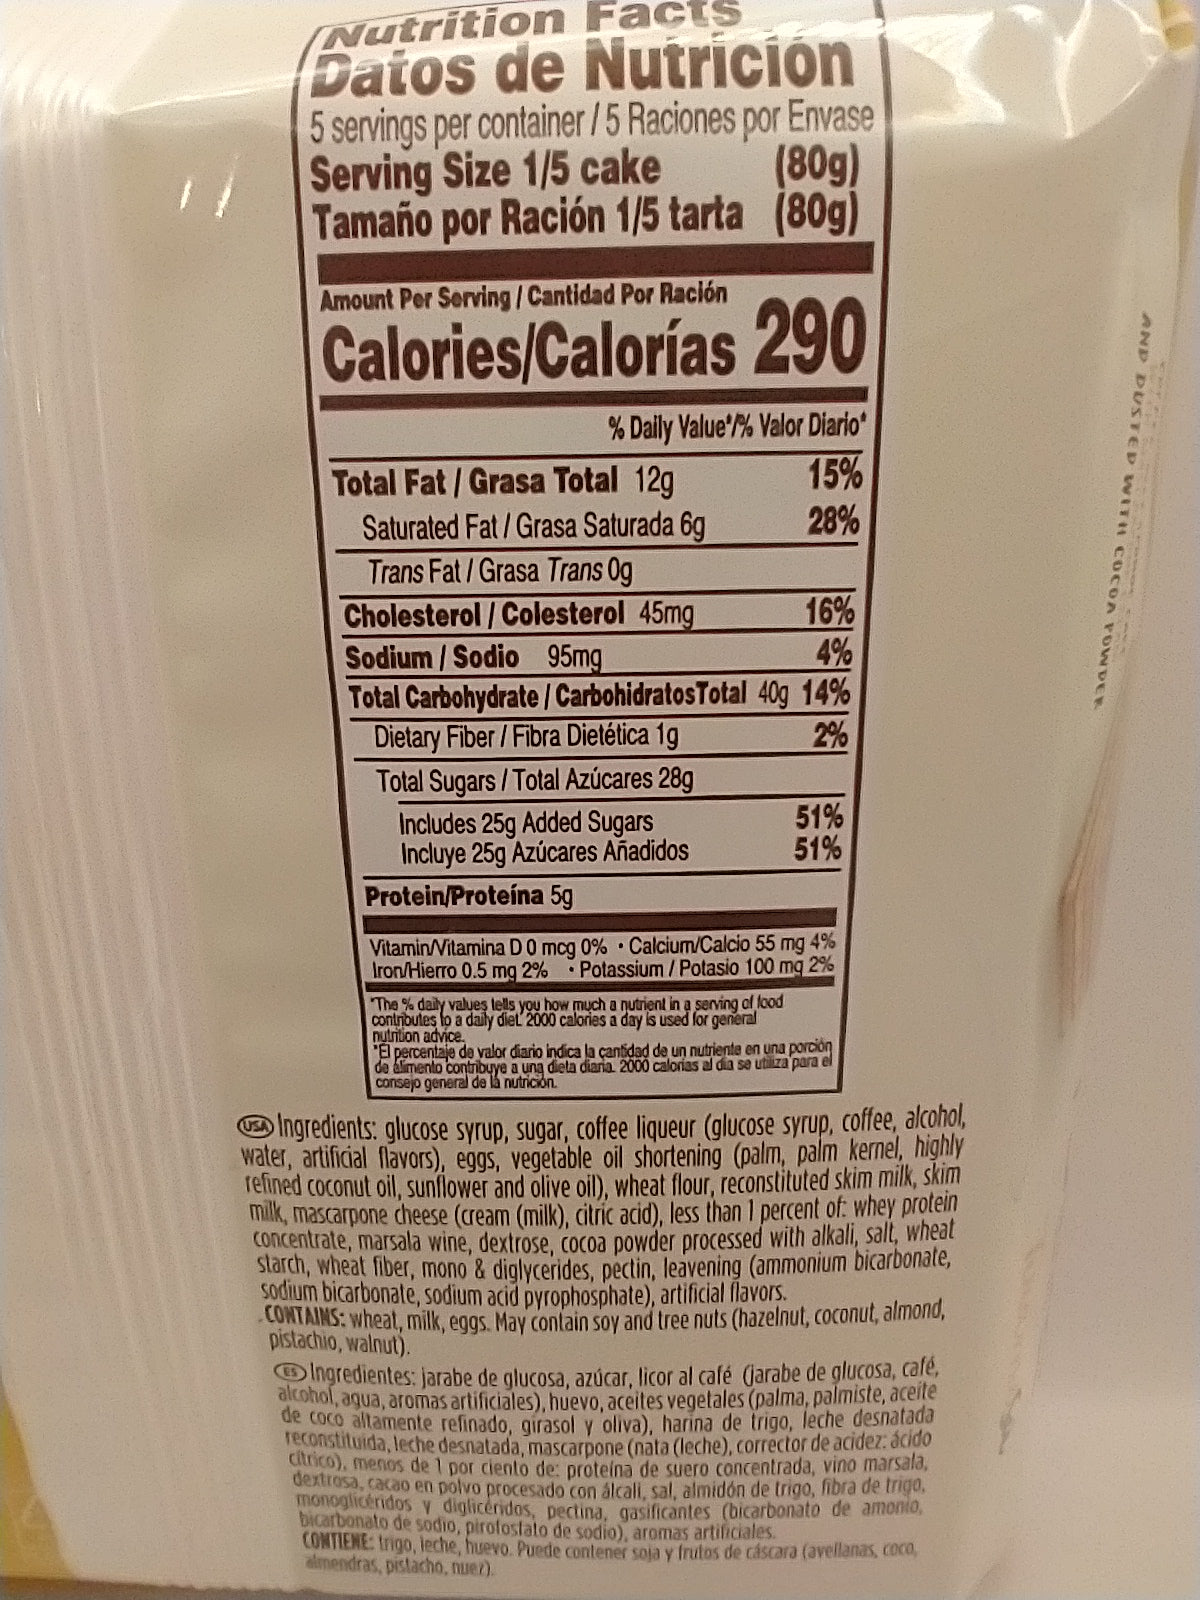 Nutrition Facts
Datos de Nutrición
5 servings per container / 5 Raciones por Envase
Serving Size 1/5 cake (80g)
Tamaño por Ración 1/5 tarta (80g)
Amount Per Serving / Cantidad Por Ración
Calories/Calorías 290
% Daily Value*/% Valor Diario*
Total Fat / Grasa Total 12g 15%
Saturated Fat / Grasa Saturada 6g 28%
Trans Fat / Grasa Trans 0g
Cholesterol / Colesterol 45mg 16%
Sodium / Sodio 95mg 4%
Total Carbohydrate / CarbohidratosTotal 40g 14%
Dietary Fiber / Fibra Dietética 1g 2%
Total Sugars / Total Azúcares 28g
Includes 25g Added Sugars 51%
Incluye 25g Azúcares Añadidos 51%
Protein/Proteína 5g
Vitamin/Vitamina D 0 mcg 0% • Calcium/Calcio 55 mg 4%
Iron/Hierro 0.5 mg 2% • Potassium / Potasio 100 mg 2%
*The % daily values tells you how much a nutrient in a serving of food
contributes to a daily diet. 2000 calories a day is used for general
nutrition advice.
*El percentaje de valor diario indica la cantidad de un nutriente en una porción
de alimento contribuye a una dieta diaria. 2000 calorías al dia se utiliza para el
consejo general de la nutrición.
USA Ingredients: glucose syrup, sugar, coffee liqueur (glucose syrup, coffee, alcohol,
water, artificial flavors), eggs, vegetable oil shortening (palm, palm kernel, highly
refined coconut oil, sunflower and olive oil), wheat flour, reconstituted skim milk, skim
milk, mascarpone cheese (cream (milk), citric acid), less than 1 percent of: whey protein
concentrate, marsala wine, dextrose, cocoa powder processed with alkali, salt, wheat
starch, wheat fiber, mono & diglycerides, pectin, leavening (ammonium bicarbonate,
sodium bicarbonate, sodium acid pyrophosphate), artificial flavors.
CONTAINS: wheat, milk, eggs. May contain soy and tree nuts (hazelnut, coconut, almond,
pistachio, walnut).
ES Ingredientes: jarabe de glucosa, azúcar, licor al café (jarabe de glucosa, café,
alcohol, agua, aromas artificiales), huevo, aceites vegetales (palma, palmiste, aceite
de coco altamente refinado, girasol y oliva), harina de trigo, leche desnatada
reconstituida, leche desnatada, mascarpone (nata (leche), corrector de acidez: ácido
cítrico), menos de 1 por ciento de: proteína de suero concentrada, vino marsala,
dextrosa, cacao en polvo procesado con álcali, sal, almidón de trigo, fibra de trigo,
monoglicéridos y diglicéridos, pectina, gasificantes (bicarbonato de amonio,
bicarbonato de sodio, pirofosfato de sodio), aromas artificiales.
CONTIENE: trigo, leche, huevo. Puede contener soja y frutos de cáscara (avellanas, coco,
almendras, pistacho, nuez).
AND DUSTED WITH COCOA POWDER